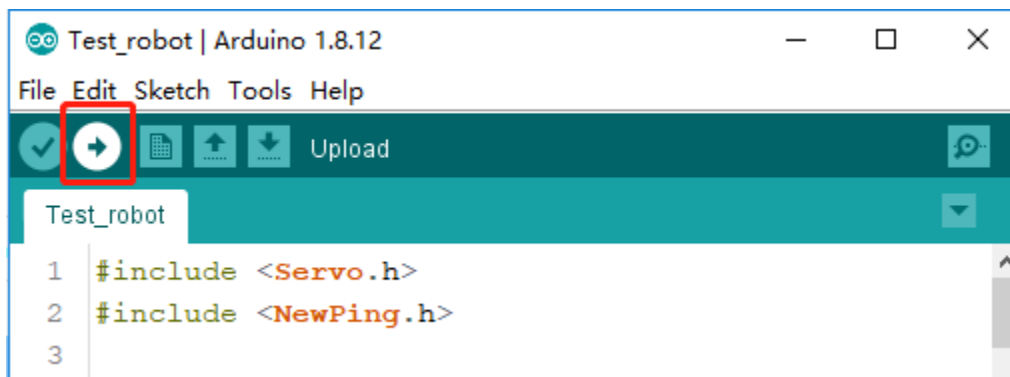 Test_robot | Arduino 1.8.12
File Edit Sketch Tools Help
Upload
Test_robot
1 #include <Servo.h>
2 #include <NewPing.h>
3